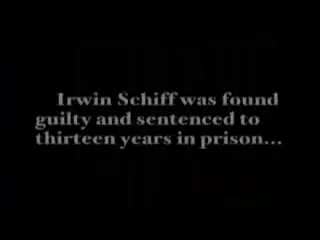 Irwin Schiff was found
guilty and sentenced to
thirteen years in prison...